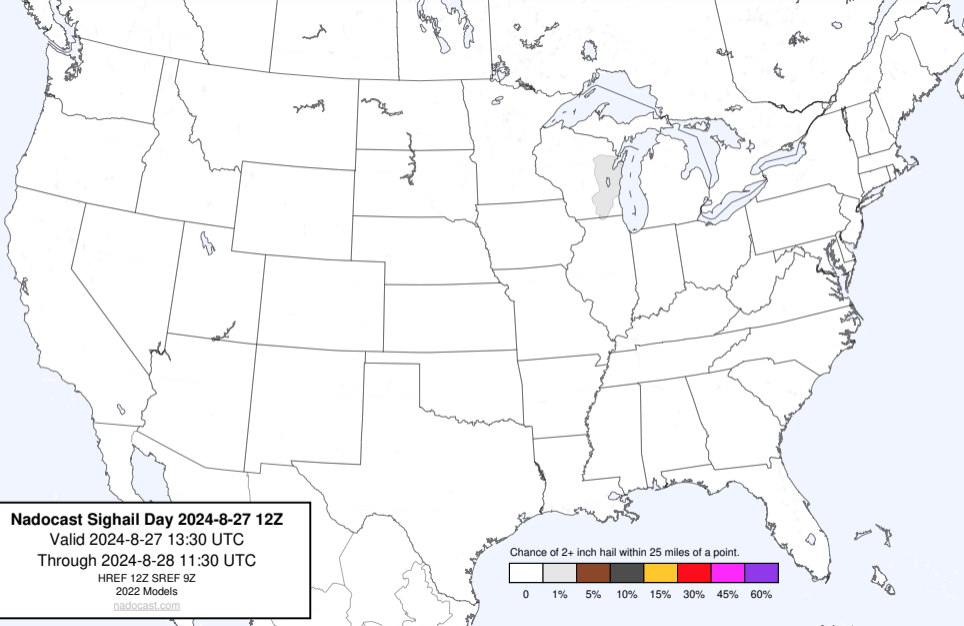 Nadocast Sighail Day 2024-8-27 12Z
Valid 2024-8-27 13:30 UTC
Through 2024-8-28 11:30 UTC
HREF 12Z SREF 9Z
2022 Models
nadocast.com
Chance of 2+ inch hail within 25 miles of a point.
0 1% 5% 10% 15% 30% 45% 60%